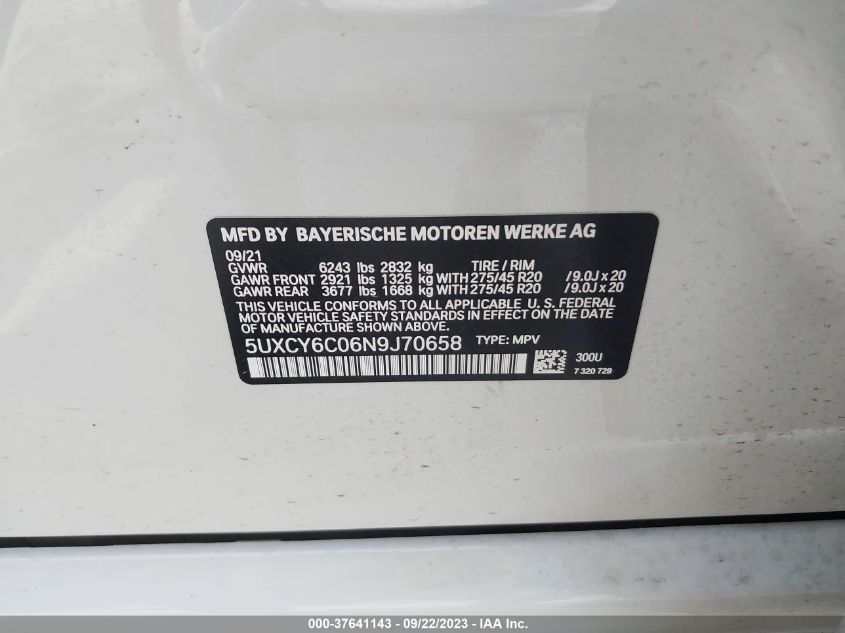 MFD BY BAYERISCHE MOTOREN WERKE AG
09/21
GVWR 6243 lbs 2832 kg TIRE / RIM
GAWR FRONT 2921 lbs 1325 kg WITH 275/45 R20 /9.0J x 20
GAWR REAR 3677 lbs 1668 kg WITH 275/45 R20 /9.0J x 20
THIS VEHICLE CONFORMS TO ALL APPLICABLE U. S. FEDERAL
MOTOR VEHICLE SAFETY STANDARDS IN EFFECT ON THE DATE
OF MANUFACTURE SHOWN ABOVE.
5UXCY6C06N9J70658 TYPE: MPV
300U
7 320 729
000-37641143 - 09/22/2023 - IAA Inc.